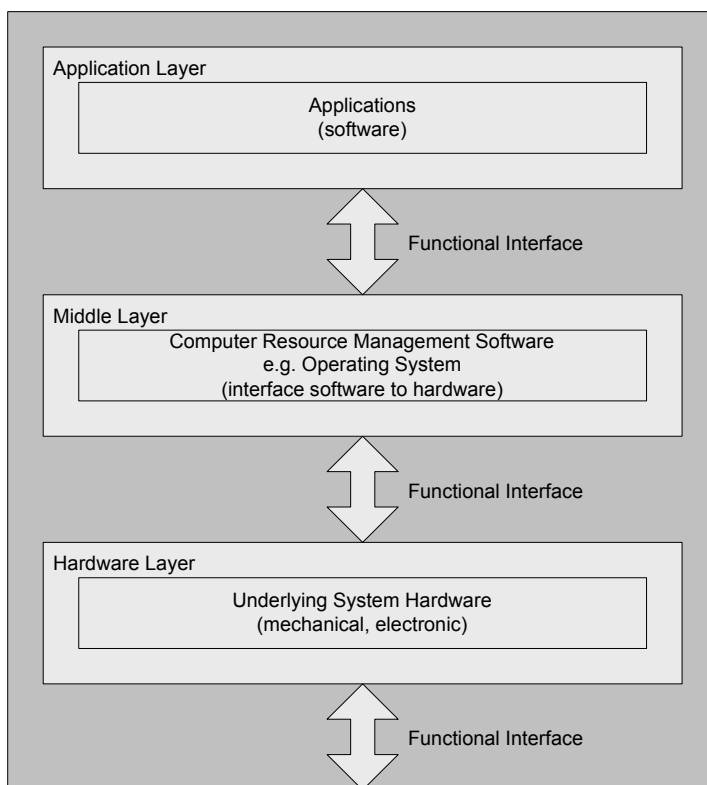 Application Layer
Applications
(software)
Functional Interface
Middle Layer
Computer Resource Management Software
e.g. Operating System
(interface software to hardware)
Functional Interface
Hardware Layer
Underlying System Hardware
(mechanical, electronic)
Functional Interface